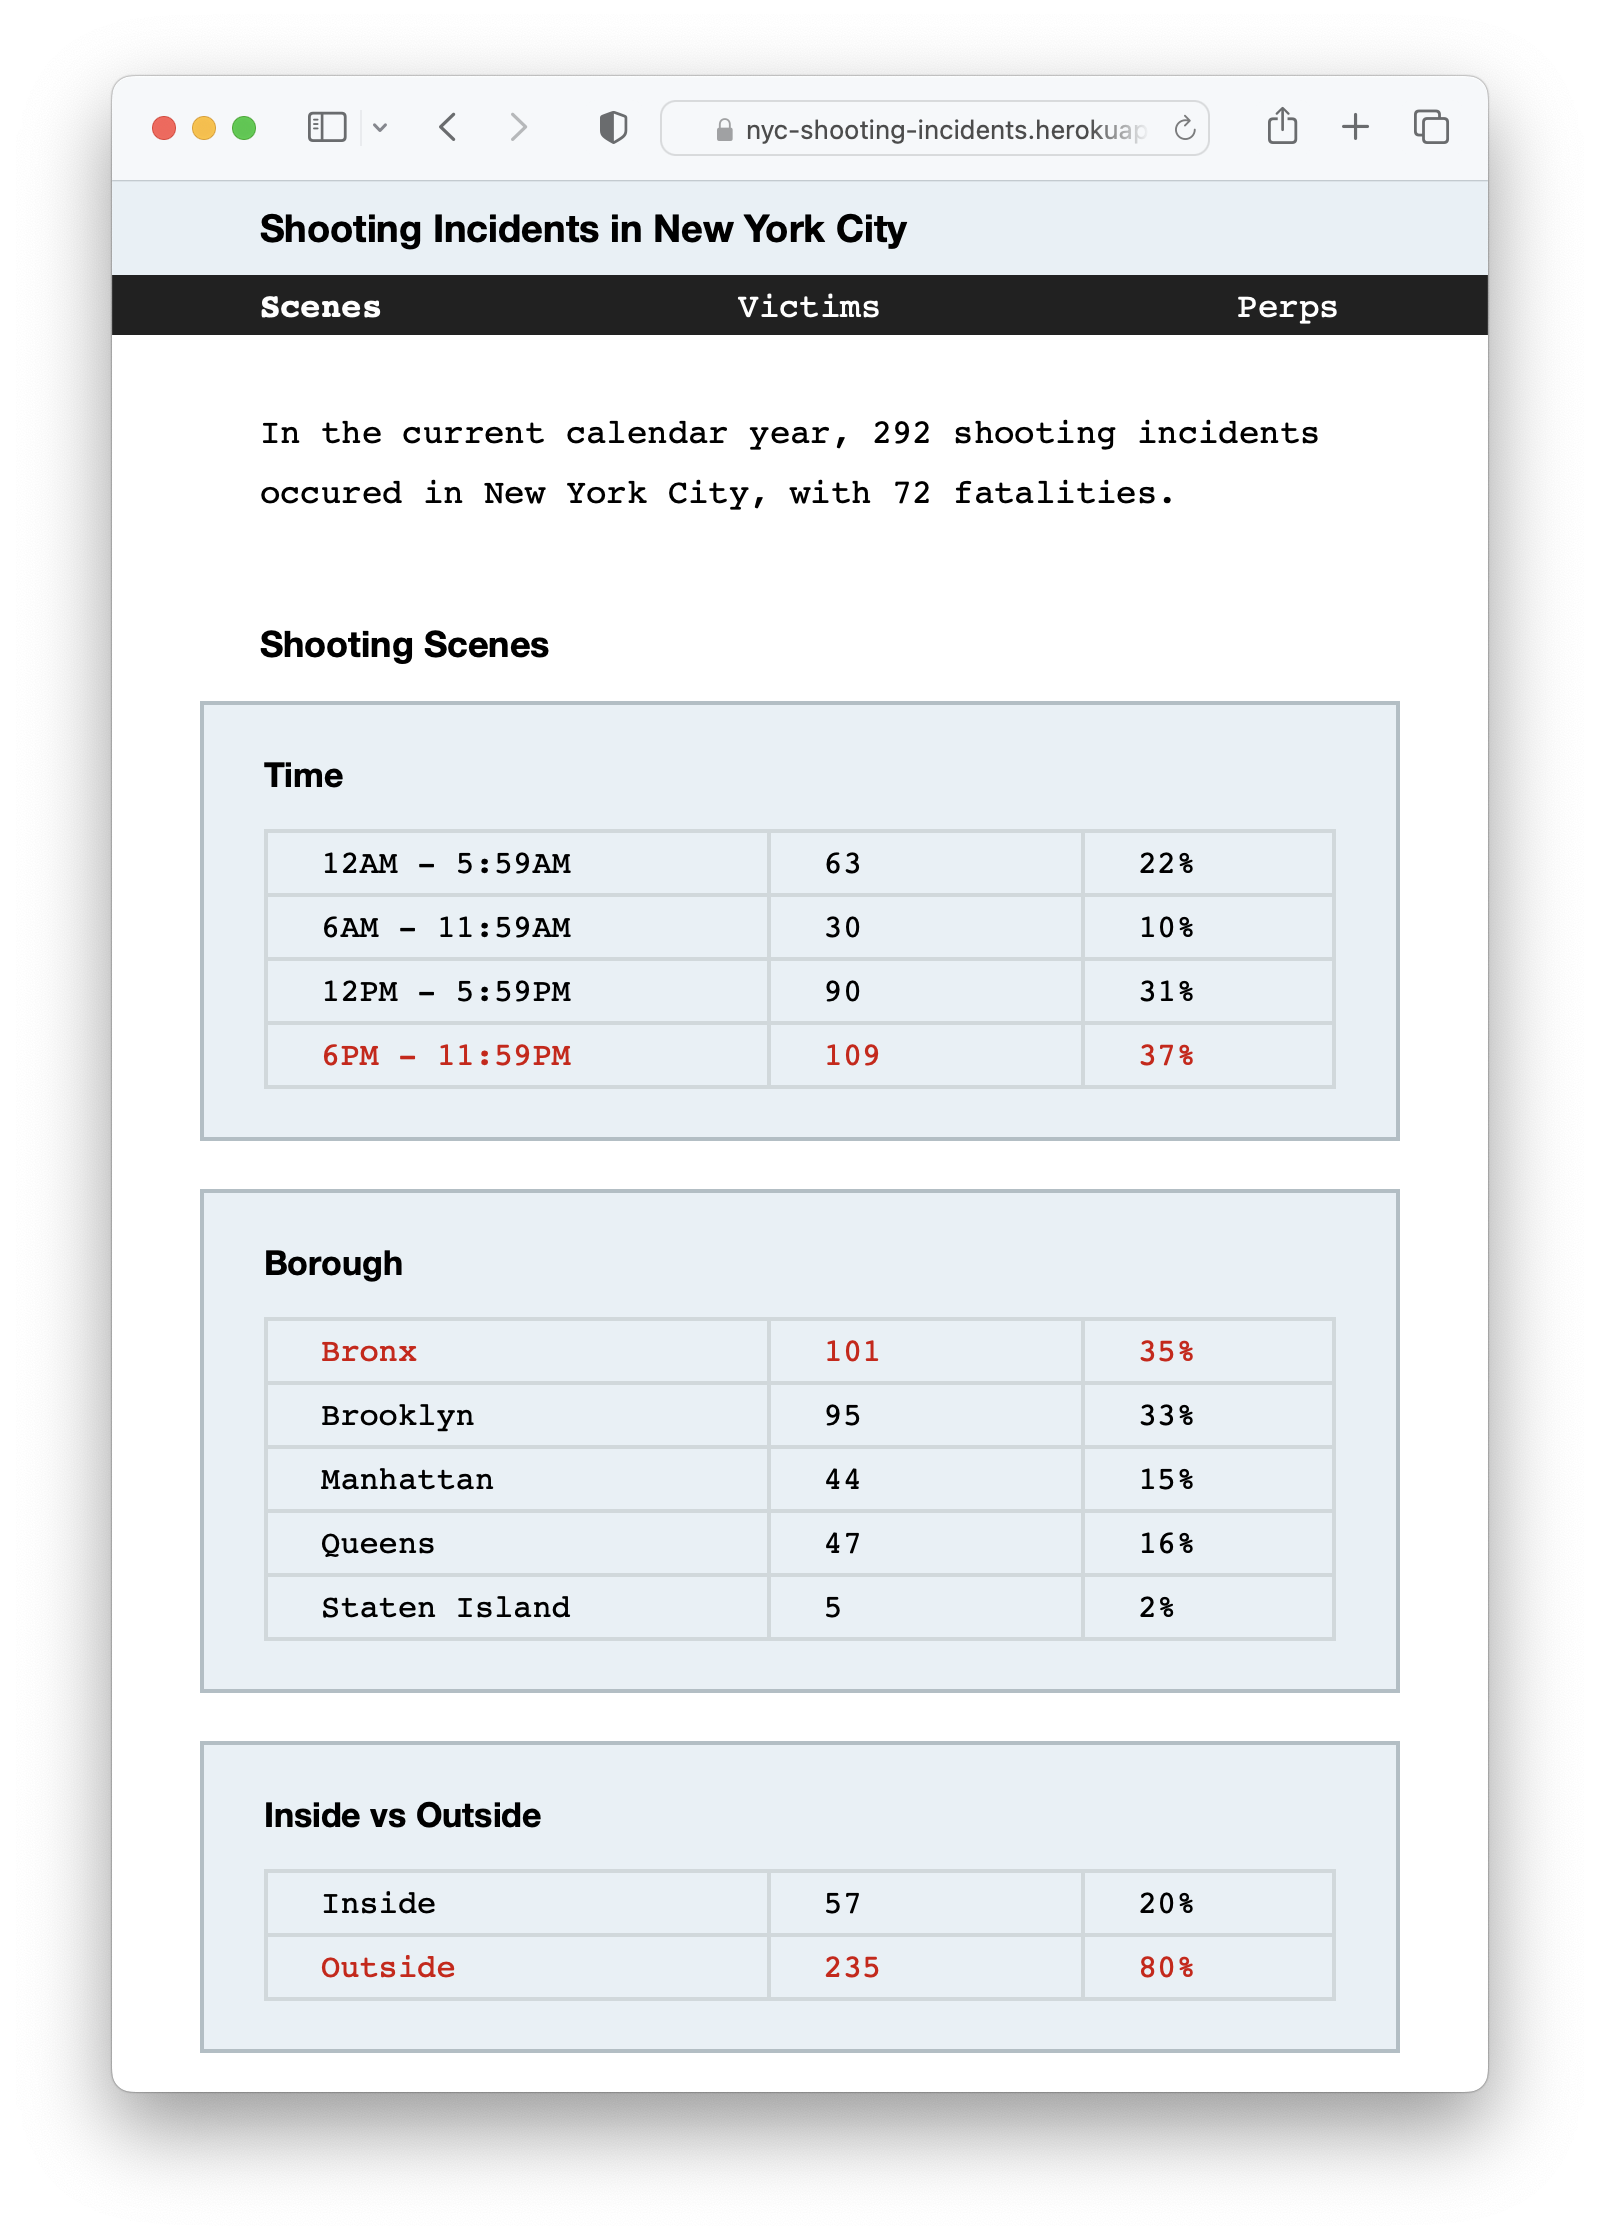 nyc-shooting-incidents.herokuap
Shooting Incidents in New York City
Scenes Victims Perps
In the current calendar year, 292 shooting incidents
occured in New York City, with 72 fatalities.
Shooting Scenes
Time
12AM – 5:59AM 63 22%
6AM – 11:59AM 30 10%
12PM – 5:59PM 90 31%
6PM – 11:59PM 109 37%
Borough
Bronx 101 35%
Brooklyn 95 33%
Manhattan 44 15%
Queens 47 16%
Staten Island 5 2%
Inside vs Outside
Inside 57 20%
Outside 235 80%